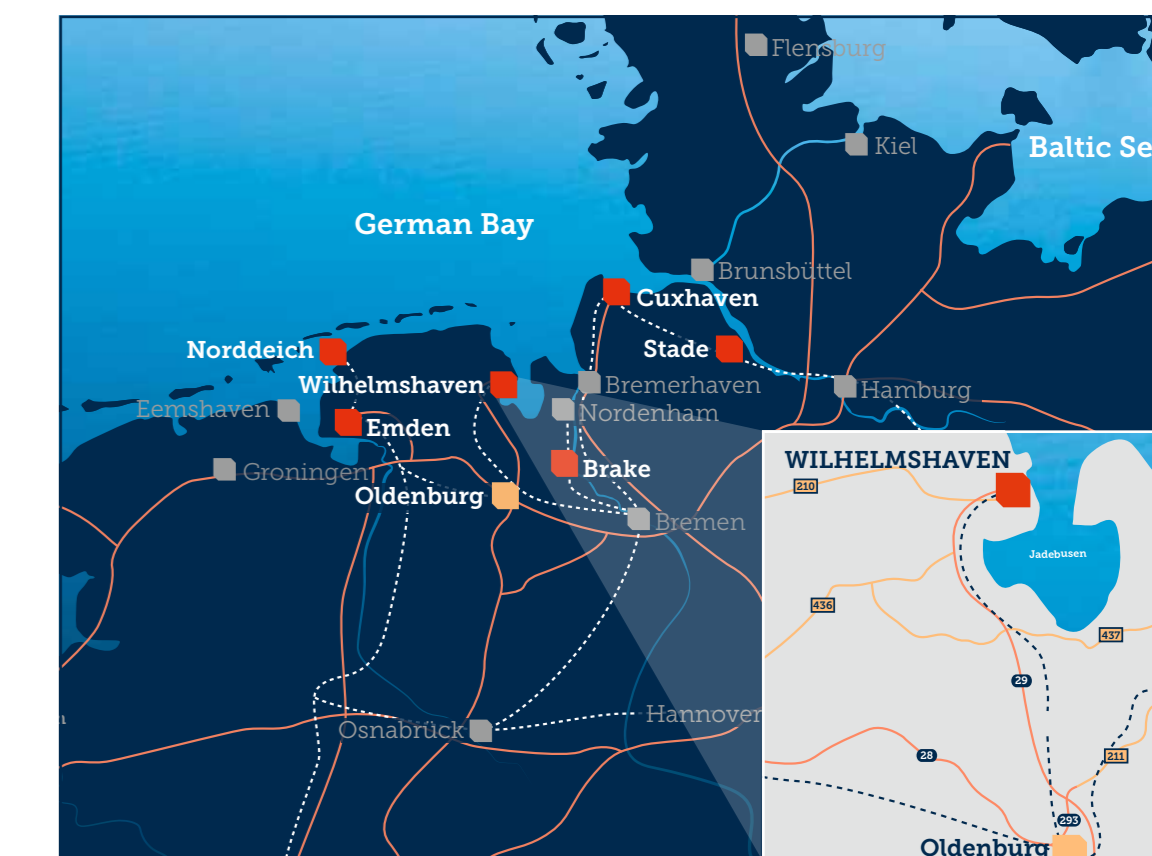 Flensburg
Kiel
Baltic Se
German Bay
Brunsbüttel
Cuxhaven
Norddeich
Stade
Wilhelmshaven
Bremerhaven
Hamburg
Eemshaven
Nordenham
Emden
Groningen
Brake
Oldenburg
Bremen
Hannover
Osnabrück
WILHELMSHAVEN
210
Jadebusen
436
437
29
28
211
293
Oldenburg